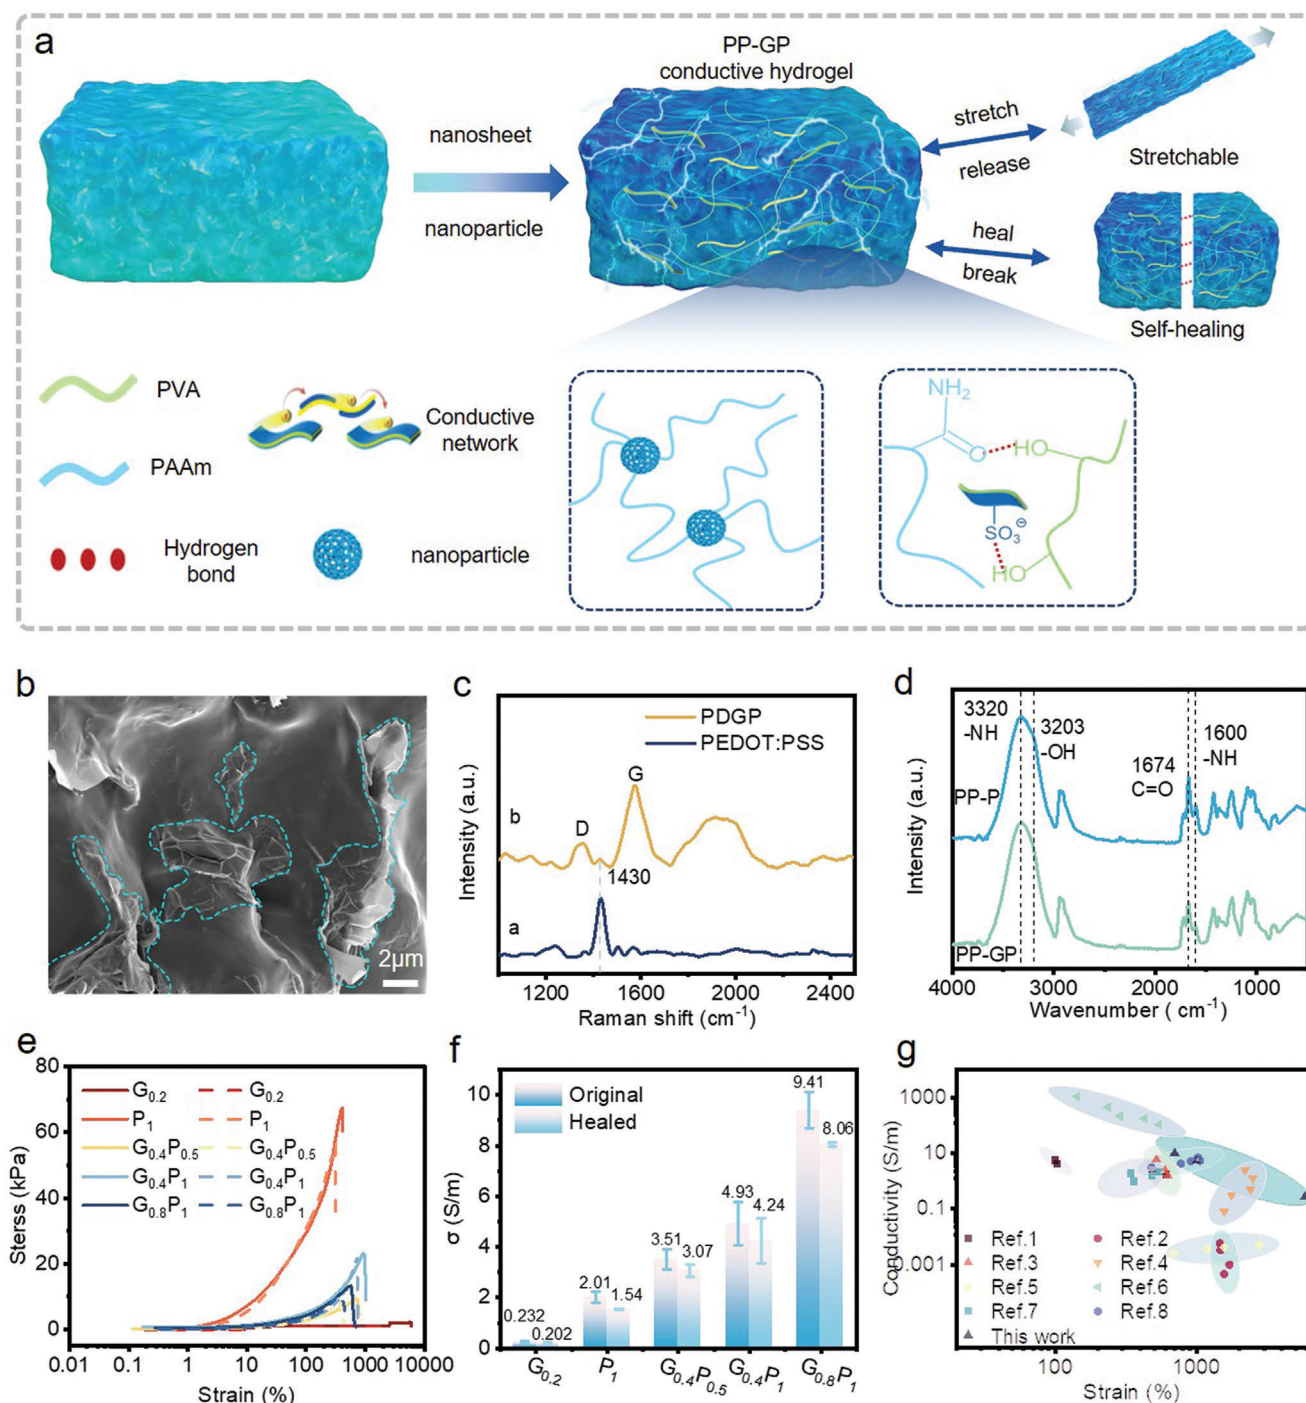 a
PP-GP
conductive hydrogel
nanosheet
nanoparticle
stretch
release
Stretchable
heal
break
Self-healing
PVA
PAAm
Hydrogen
bond
Conductive
network
nanoparticle
NH₂
O
HO
SO₃⊖
HO
b
2μm
c
PDGP
PEDOT:PSS
G
D
b
1430
a
Intensity (a.u.)
1200 1600 2000 2400
Raman shift (cm⁻¹)
d
3320
-NH
3203
-OH
1674
C=O
1600
-NH
PP-P
PP-GP
Intensity (a.u.)
4000 3000 2000 1000
Wavenumber ( cm⁻¹)
e
80
60
40
20
0
Sterss (kPa)
G₀.₂ G₀.₂
P₁ P₁
G₀.₄P₀.₅ G₀.₄P₀.₅
G₀.₄P₁ G₀.₄P₁
G₀.₈P₁ G₀.₈P₁
0.01 0.1 1 10 100 1000 10000
Strain (%)
f
Original
Healed
10
8
6
4
2
0
σ (S/m)
0.232
0.202
2.01
1.54
3.51
3.07
4.93
4.24
9.41
8.06
G₀.₂ P₁ G₀.₄P₀.₅ G₀.₄P₁ G₀.₈P₁
g
1000
10
0.1
0.001
Conductivity (S/m)
Ref.1 Ref.2
Ref.3 Ref.4
Ref.5 Ref.6
Ref.7 Ref.8
This work
100 1000
Strain (%)